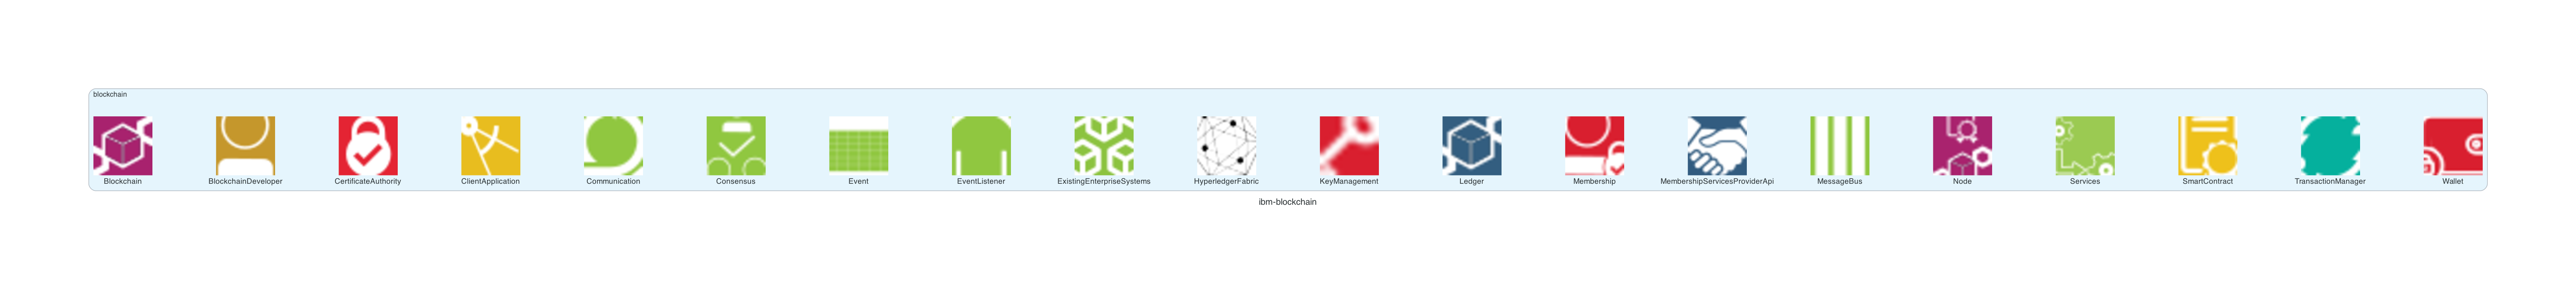 blockchain
Blockchain BlockchainDeveloper CertificateAuthority ClientApplication Communication Consensus Event EventListener ExistingEnterpriseSystems HyperledgerFabric KeyManagement Ledger Membership MembershipServicesProviderApi MessageBus Node Services SmartContract TransactionManager Wallet
ibm-blockchain